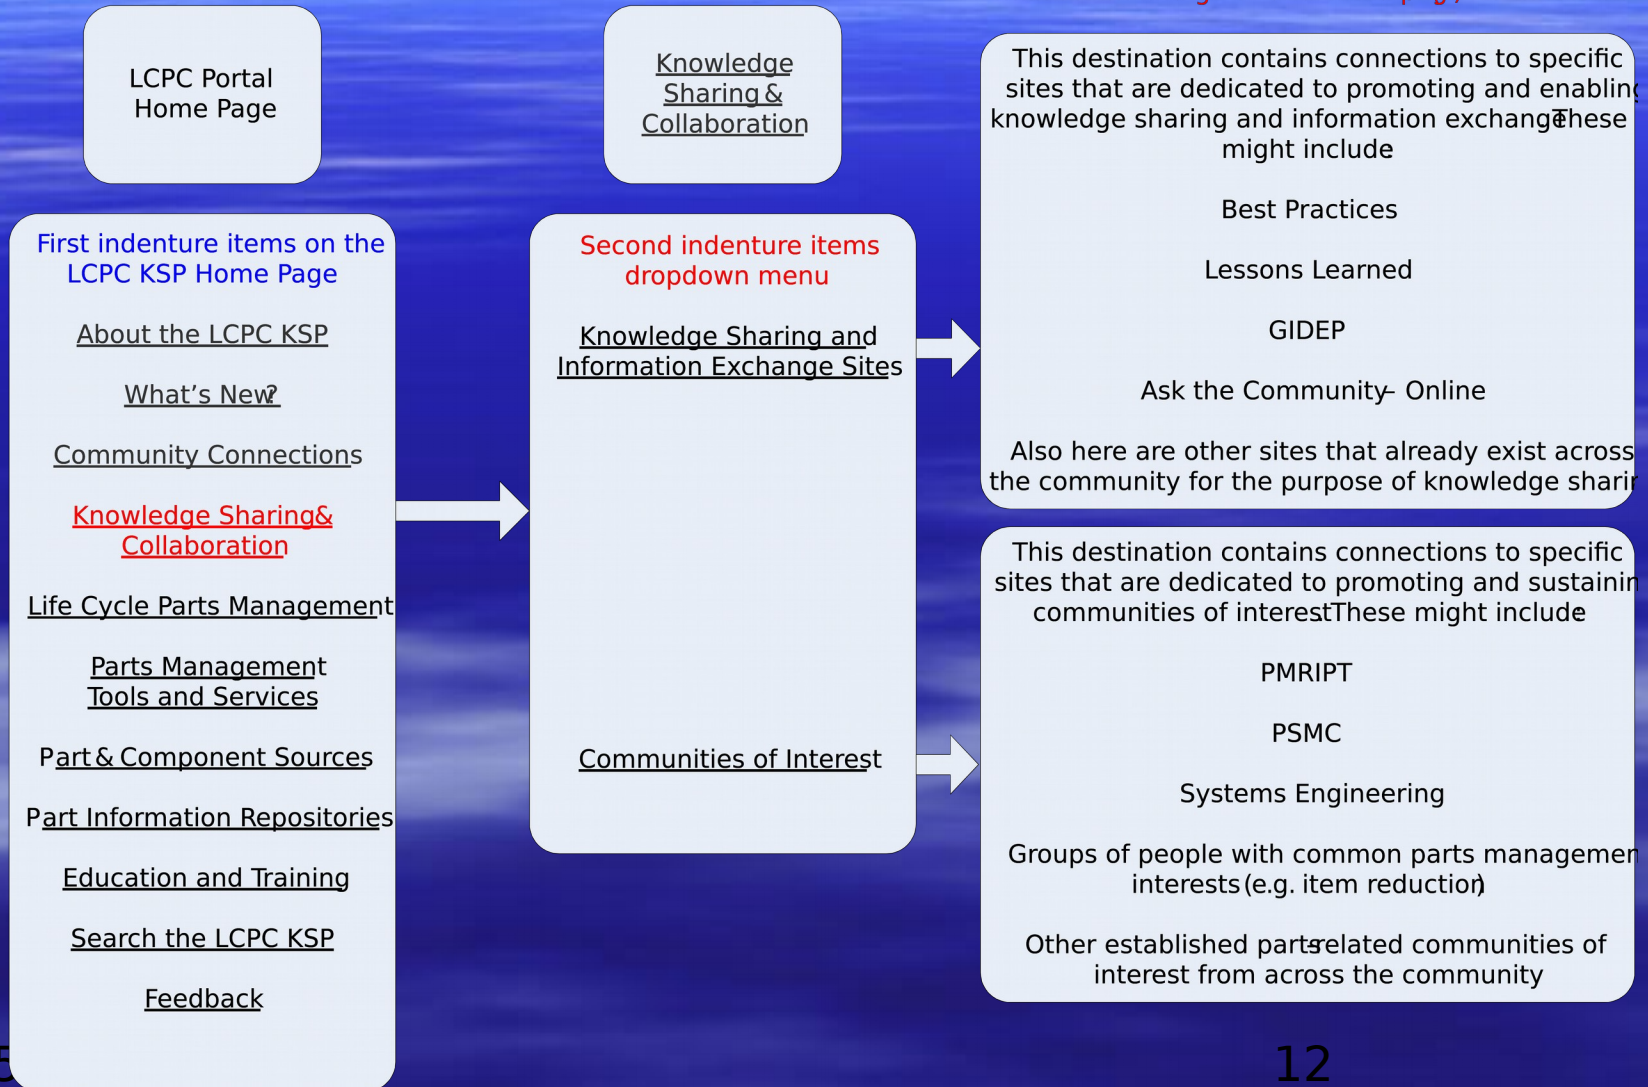 LCPC Portal
Home Page
Knowledge
Sharing &
Collaboration
First indenture items on the
LCPC KSP Home Page
About the LCPC KSP
What’s New?
Community Connections
Knowledge Sharing&
Collaboration
Life Cycle Parts Management
Parts Management
Tools and Services
Part & Component Sources
Part Information Repositories
Education and Training
Search the LCPC KSP
Feedback
Second indenture items
dropdown menu
Knowledge Sharing and
Information Exchange Sites
Communities of Interest
This destination contains connections to specific
sites that are dedicated to promoting and enabling
knowledge sharing and information exchange. These
might include:
Best Practices
Lessons Learned
GIDEP
Ask the Community – Online
Also here are other sites that already exist across
the community for the purpose of knowledge sharin
This destination contains connections to specific
sites that are dedicated to promoting and sustainin
communities of interest. These might include:
PMRIPT
PSMC
Systems Engineering
Groups of people with common parts managemen
interests (e.g. item reduction)
Other established parts-related communities of
interest from across the community
5
12